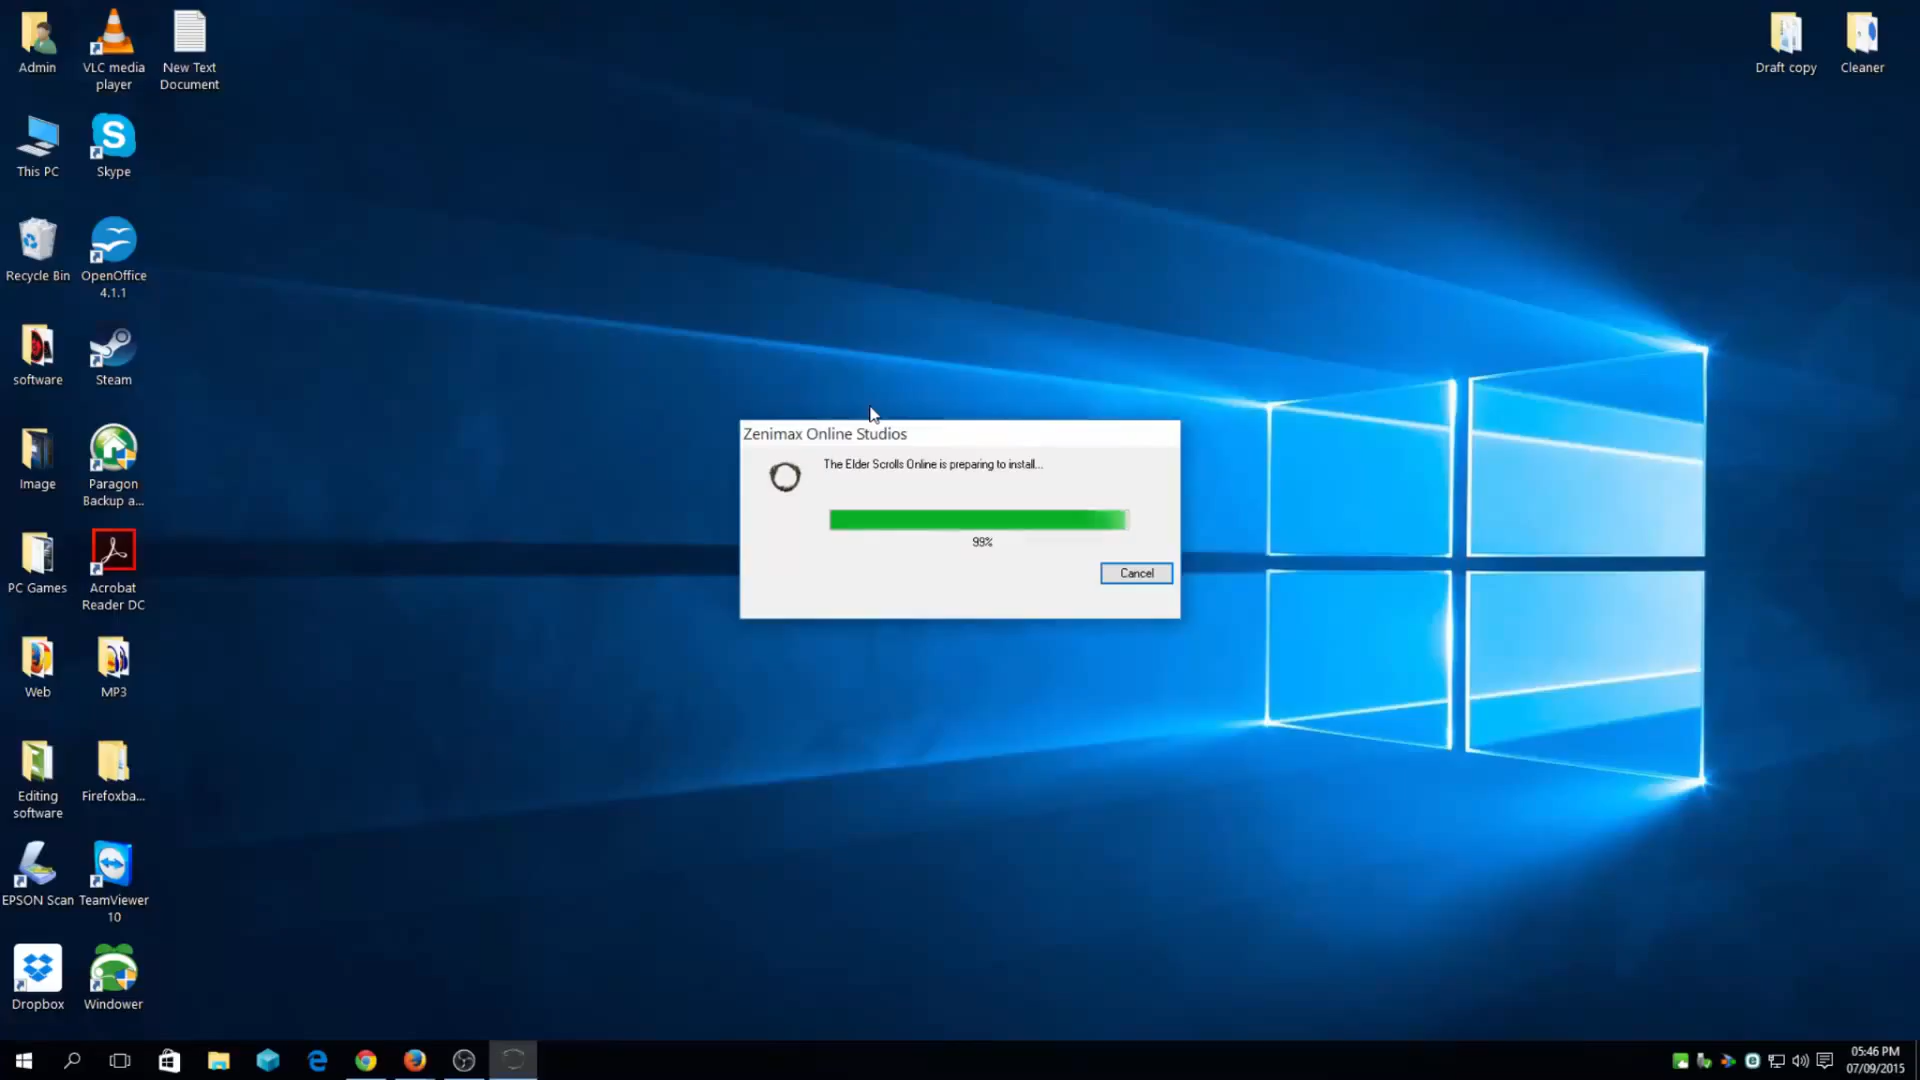 Admin
VLC media
player
New Text
Document
Draft copy
Cleaner
This PC
Skype
Recycle Bin
OpenOffice
4.1.1
software
Steam
Zenimax Online Studios
The Elder Scrolls Online is preparing to install...
99%
Cancel
Image
Paragon
Backup a...
PC Games
Acrobat
Reader DC
Web
MP3
Editing
software
Firefoxba...
EPSON Scan
TeamViewer
10
Dropbox
Windower
05:46 PM
07/09/2015